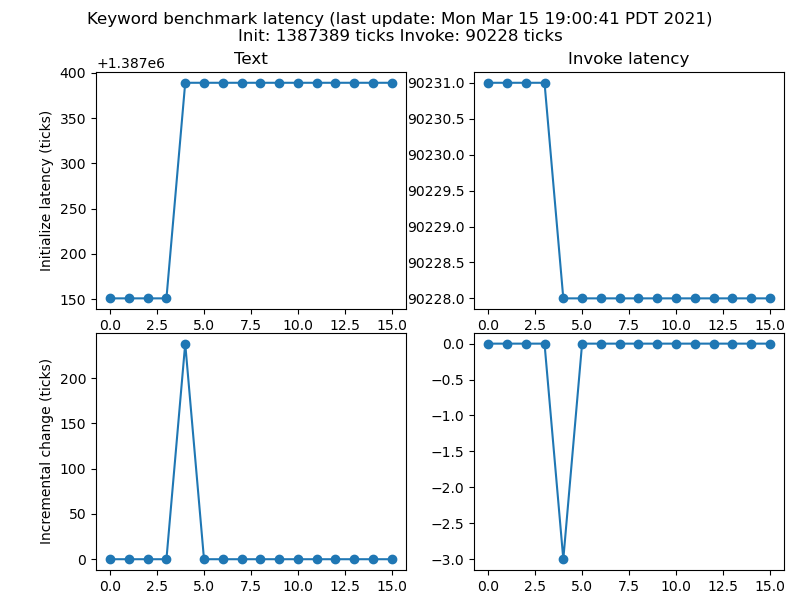 Keyword benchmark latency (last update: Mon Mar 15 19:00:41 PDT 2021)
Init: 1387389 ticks Invoke: 90228 ticks
Text
+1.387e6
400
350
300
250
200
150
Initialize latency (ticks)
0.0 2.5 5.0 7.5 10.0 12.5 15.0
Invoke latency
90231.0
90230.5
90230.0
90229.5
90229.0
90228.5
90228.0
0.0 2.5 5.0 7.5 10.0 12.5 15.0
200
150
100
50
0
Incremental change (ticks)
0.0 2.5 5.0 7.5 10.0 12.5 15.0
0.0
−0.5
−1.0
−1.5
−2.0
−2.5
−3.0
0.0 2.5 5.0 7.5 10.0 12.5 15.0